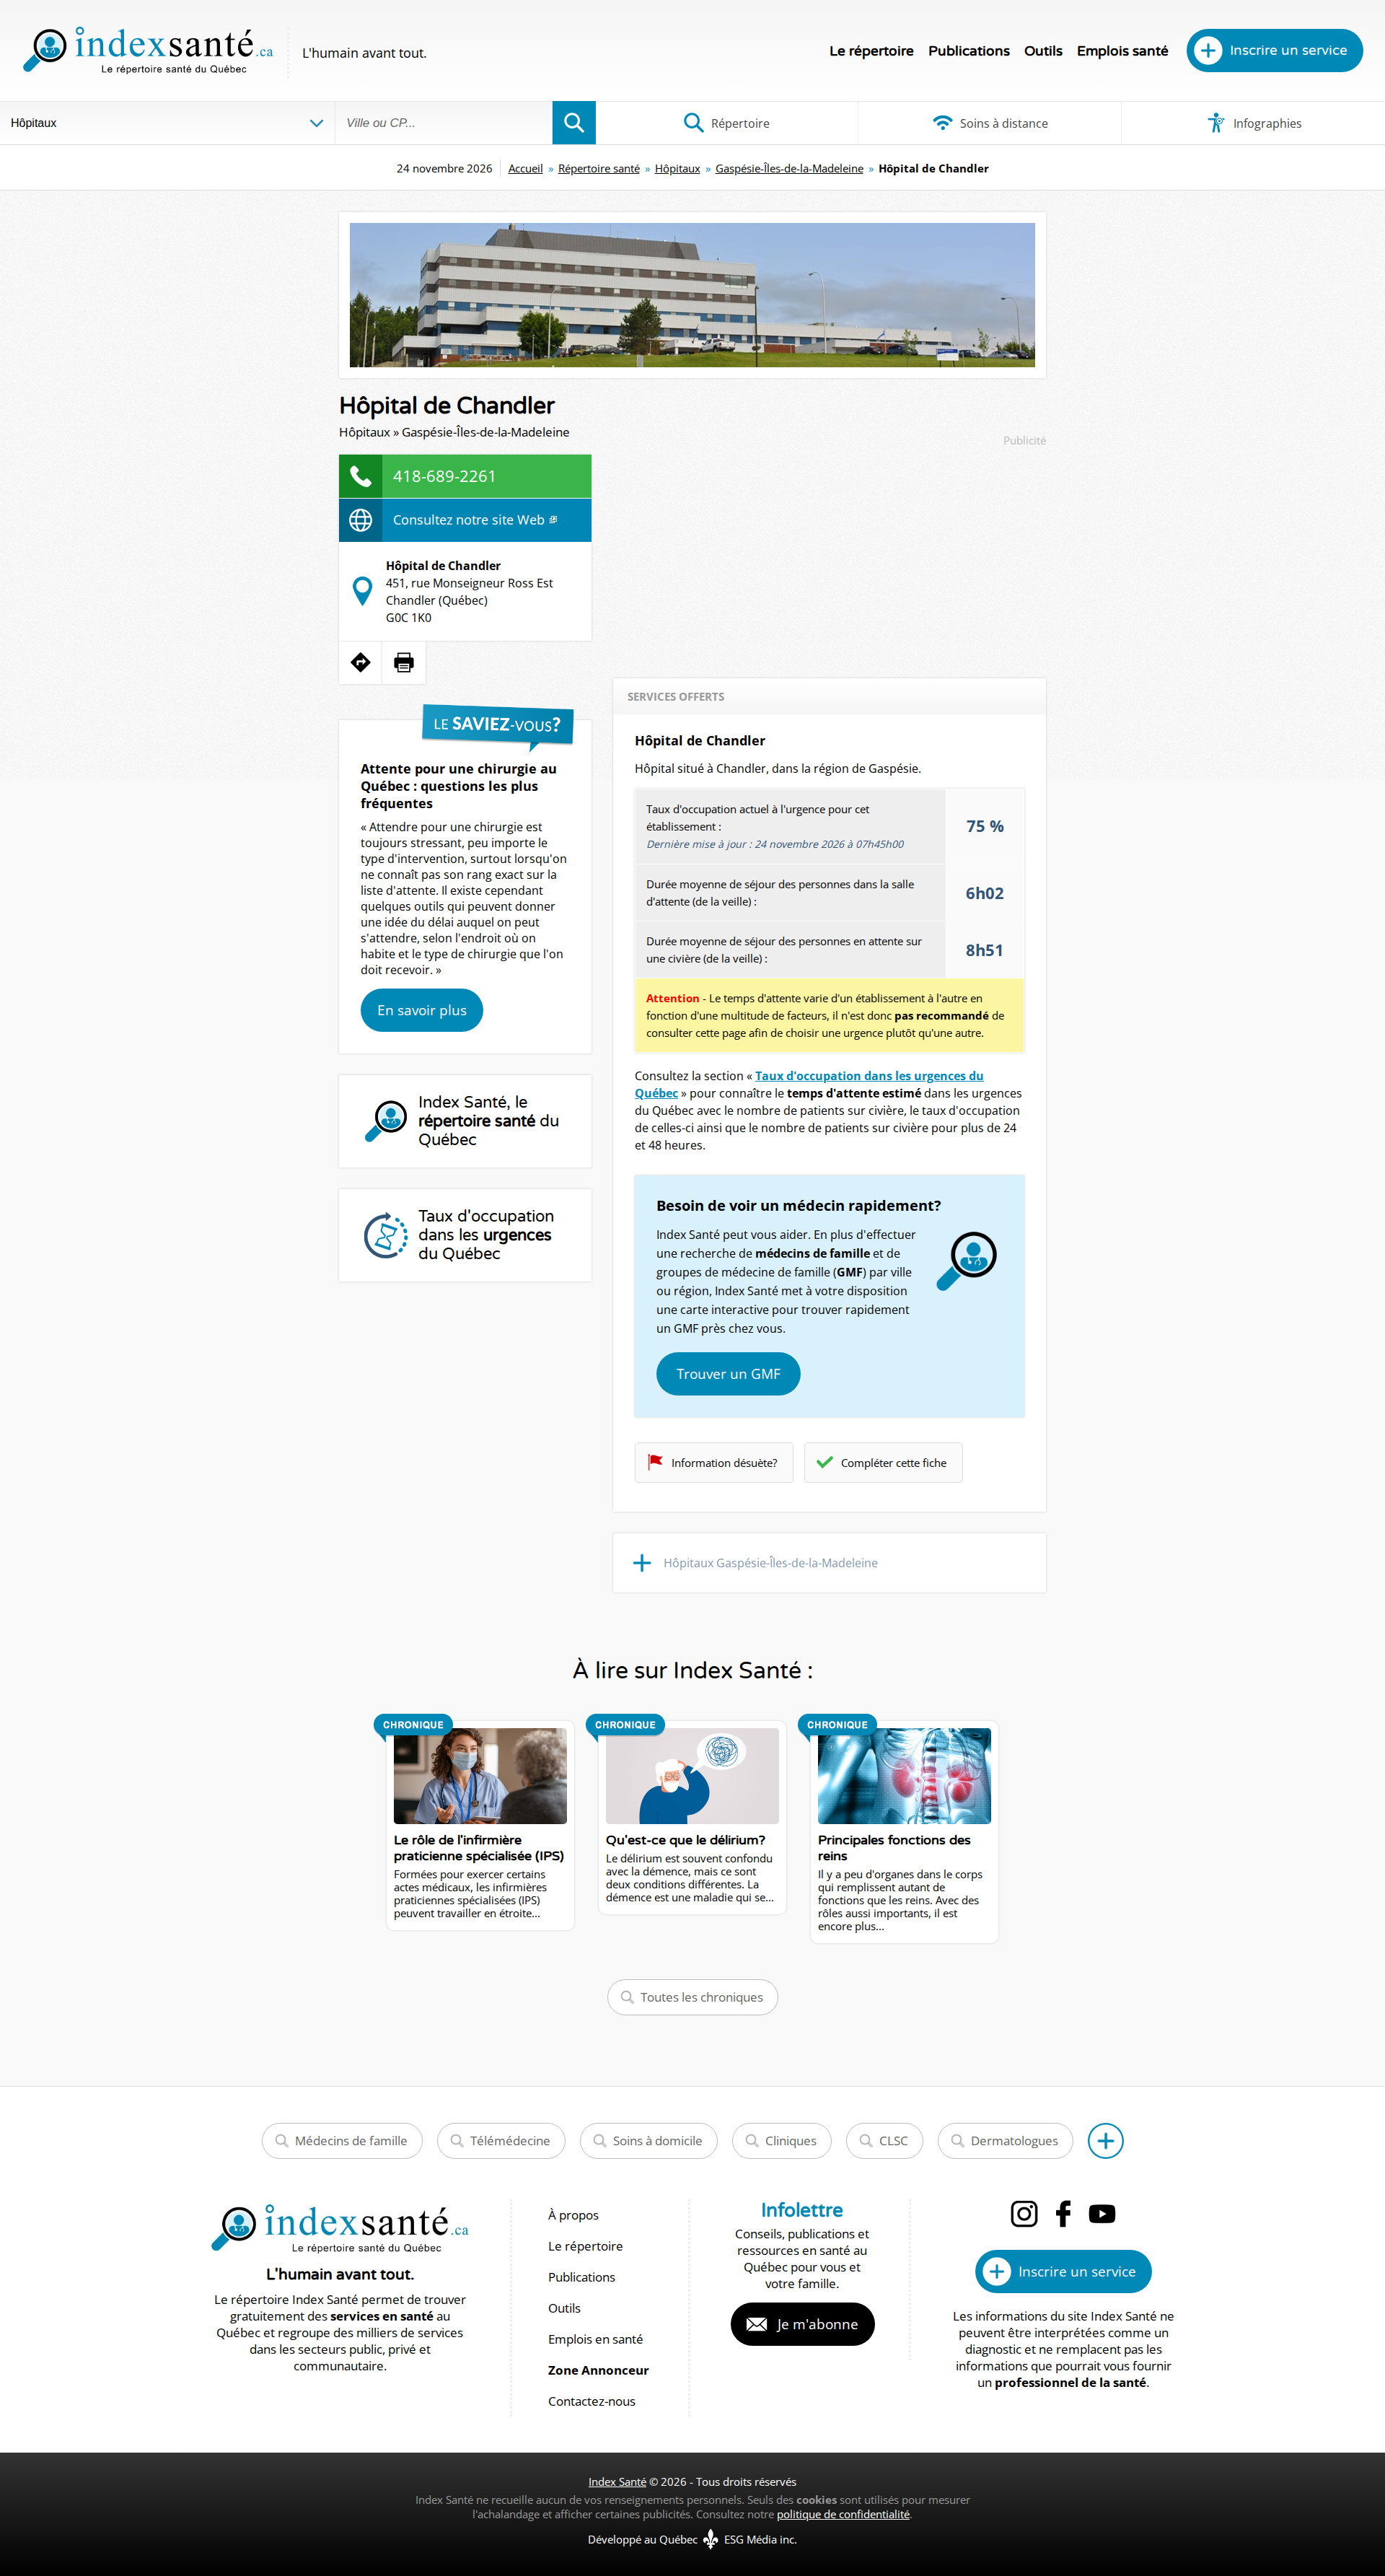 indexsanté.ca
Le répertoire santé du Québec
L'humain avant tout.
Le répertoire
Publications
Outils
Emplois santé
Inscrire un service
Hôpitaux
Ville ou CP...
Répertoire
Soins à distance
Infographies
24 novembre 2026
Accueil » Répertoire santé » Hôpitaux » Gaspésie-Îles-de-la-Madeleine » Hôpital de Chandler
Hôpital de Chandler
Hôpitaux » Gaspésie-Îles-de-la-Madeleine
Publicité
418-689-2261
Consultez notre site Web
Hôpital de Chandler
451, rue Monseigneur Ross Est
Chandler (Québec)
G0C 1K0
LE SAVIEZ-VOUS?
Attente pour une chirurgie au
Québec : questions les plus
fréquentes
« Attendre pour une chirurgie est
toujours stressant, peu importe le
type d'intervention, surtout lorsqu'on
ne connaît pas son rang exact sur la
liste d'attente. Il existe cependant
quelques outils qui peuvent donner
une idée du délai auquel on peut
s'attendre, selon l'endroit où on
habite et le type de chirurgie que l'on
doit recevoir. »
En savoir plus
Index Santé, le
répertoire santé du
Québec
Taux d'occupation
dans les urgences
du Québec
SERVICES OFFERTS
Hôpital de Chandler
Hôpital situé à Chandler, dans la région de Gaspésie.
Taux d'occupation actuel à l'urgence pour cet
établissement :
Dernière mise à jour : 24 novembre 2026 à 07h45h00
75 %
Durée moyenne de séjour des personnes dans la salle
d'attente (de la veille) :
6h02
Durée moyenne de séjour des personnes en attente sur
une civière (de la veille) :
8h51
Attention - Le temps d'attente varie d'un établissement à l'autre en
fonction d'une multitude de facteurs, il n'est donc pas recommandé de
consulter cette page afin de choisir une urgence plutôt qu'une autre.
Consultez la section « Taux d'occupation dans les urgences du
Québec » pour connaître le temps d'attente estimé dans les urgences
du Québec avec le nombre de patients sur civière, le taux d'occupation
de celles-ci ainsi que le nombre de patients sur civière pour plus de 24
et 48 heures.
Besoin de voir un médecin rapidement?
Index Santé peut vous aider. En plus d'effectuer
une recherche de médecins de famille et de
groupes de médecine de famille (GMF) par ville
ou région, Index Santé met à votre disposition
une carte interactive pour trouver rapidement
un GMF près chez vous.
Trouver un GMF
Information désuète?
Compléter cette fiche
Hôpitaux Gaspésie-Îles-de-la-Madeleine
À lire sur Index Santé :
CHRONIQUE
Le rôle de l'infirmière
praticienne spécialisée (IPS)
Formées pour exercer certains
actes médicaux, les infirmières
praticiennes spécialisées (IPS)
peuvent travailler en étroite...
CHRONIQUE
Qu'est-ce que le délirium?
Le délirium est souvent confondu
avec la démence, mais ce sont
deux conditions différentes. La
démence est une maladie qui se...
CHRONIQUE
Principales fonctions des
reins
Il y a peu d'organes dans le corps
qui remplissent autant de
fonctions que les reins. Avec des
rôles aussi importants, il est
encore plus...
Toutes les chroniques
Médecins de famille
Télémédecine
Soins à domicile
Cliniques
CLSC
Dermatologues
indexsanté.ca
Le répertoire santé du Québec
L'humain avant tout.
Le répertoire Index Santé permet de trouver
gratuitement des services en santé au
Québec et regroupe des milliers de services
dans les secteurs public, privé et
communautaire.
À propos
Le répertoire
Publications
Outils
Emplois en santé
Zone Annonceur
Contactez-nous
Infolettre
Conseils, publications et
ressources en santé au
Québec pour vous et
votre famille.
Je m'abonne
Inscrire un service
Les informations du site Index Santé ne
peuvent être interprétées comme un
diagnostic et ne remplacent pas les
informations que pourrait vous fournir
un professionnel de la santé.
Index Santé © 2026 - Tous droits réservés
Index Santé ne recueille aucun de vos renseignements personnels. Seuls des cookies sont utilisés pour mesurer
l'achalandage et afficher certaines publicités. Consultez notre politique de confidentialité.
Développé au Québec ESG Média inc.